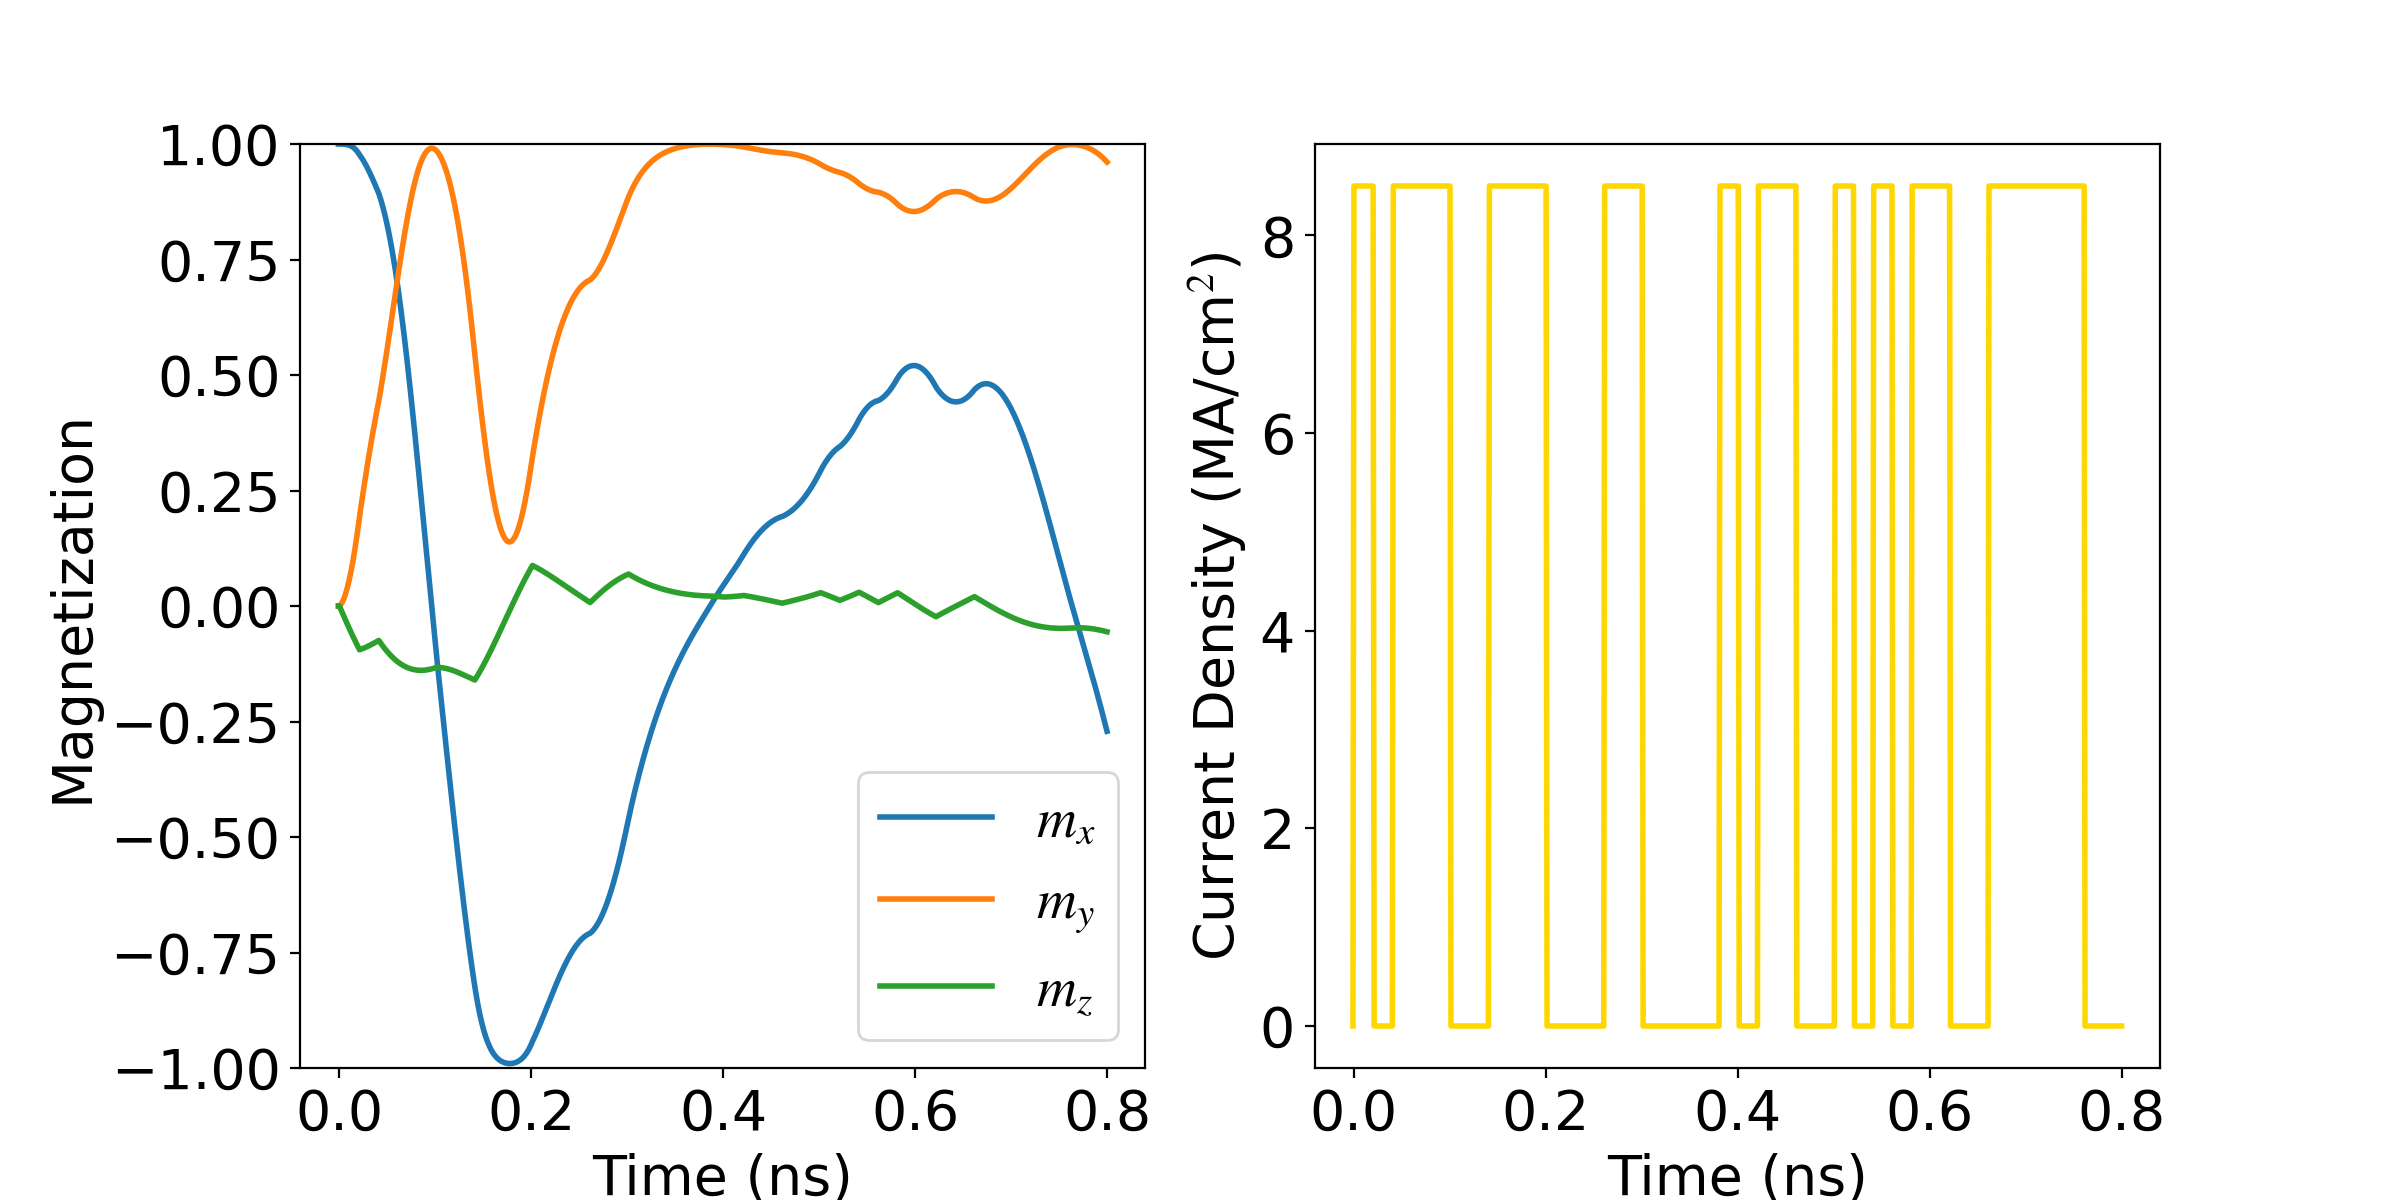 1.00
0.75
0.50
0.25
0.00
−0.25
−0.50
−0.75
−1.00
0.0 0.2 0.4 0.6 0.8
Time (ns)
Magnetization
mₓ
m_y
m_z
8
6
4
2
0
0.0 0.2 0.4 0.6 0.8
Time (ns)
Current Density (MA/cm²)